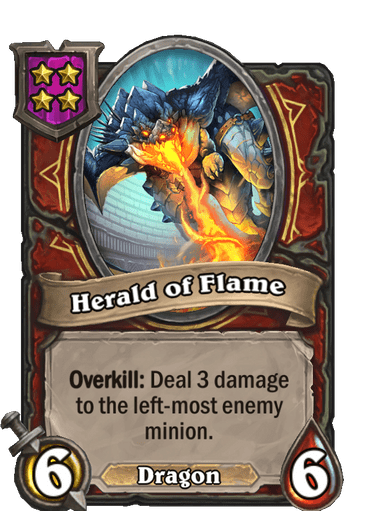 Herald of Flame
Overkill: Deal 3 damage
to the left-most enemy
minion.
6
Dragon
6